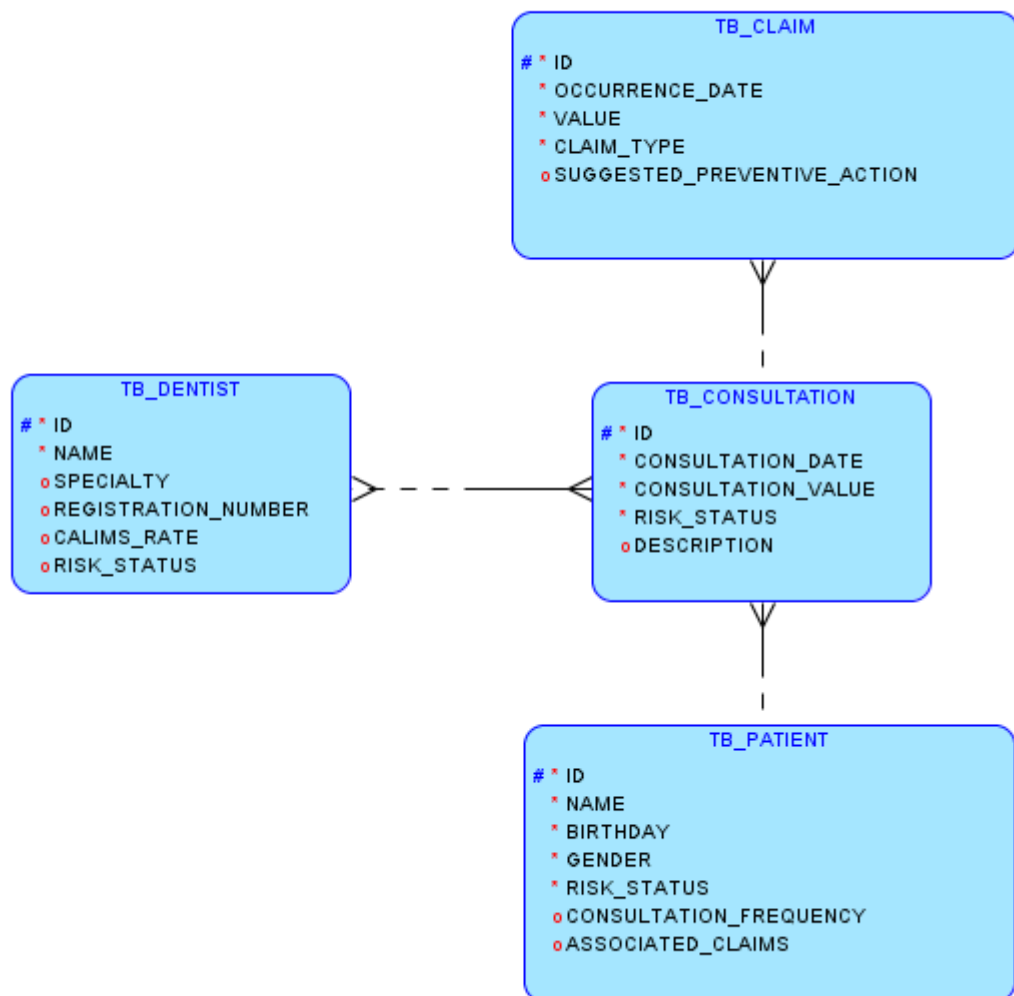 TB_CLAIM
# * ID
* OCCURRENCE_DATE
* VALUE
* CLAIM_TYPE
o SUGGESTED_PREVENTIVE_ACTION
TB_DENTIST
# * ID
* NAME
o SPECIALTY
o REGISTRATION_NUMBER
o CALIMS_RATE
o RISK_STATUS
TB_CONSULTATION
# * ID
* CONSULTATION_DATE
* CONSULTATION_VALUE
* RISK_STATUS
o DESCRIPTION
TB_PATIENT
# * ID
* NAME
* BIRTHDAY
* GENDER
* RISK_STATUS
o CONSULTATION_FREQUENCY
o ASSOCIATED_CLAIMS